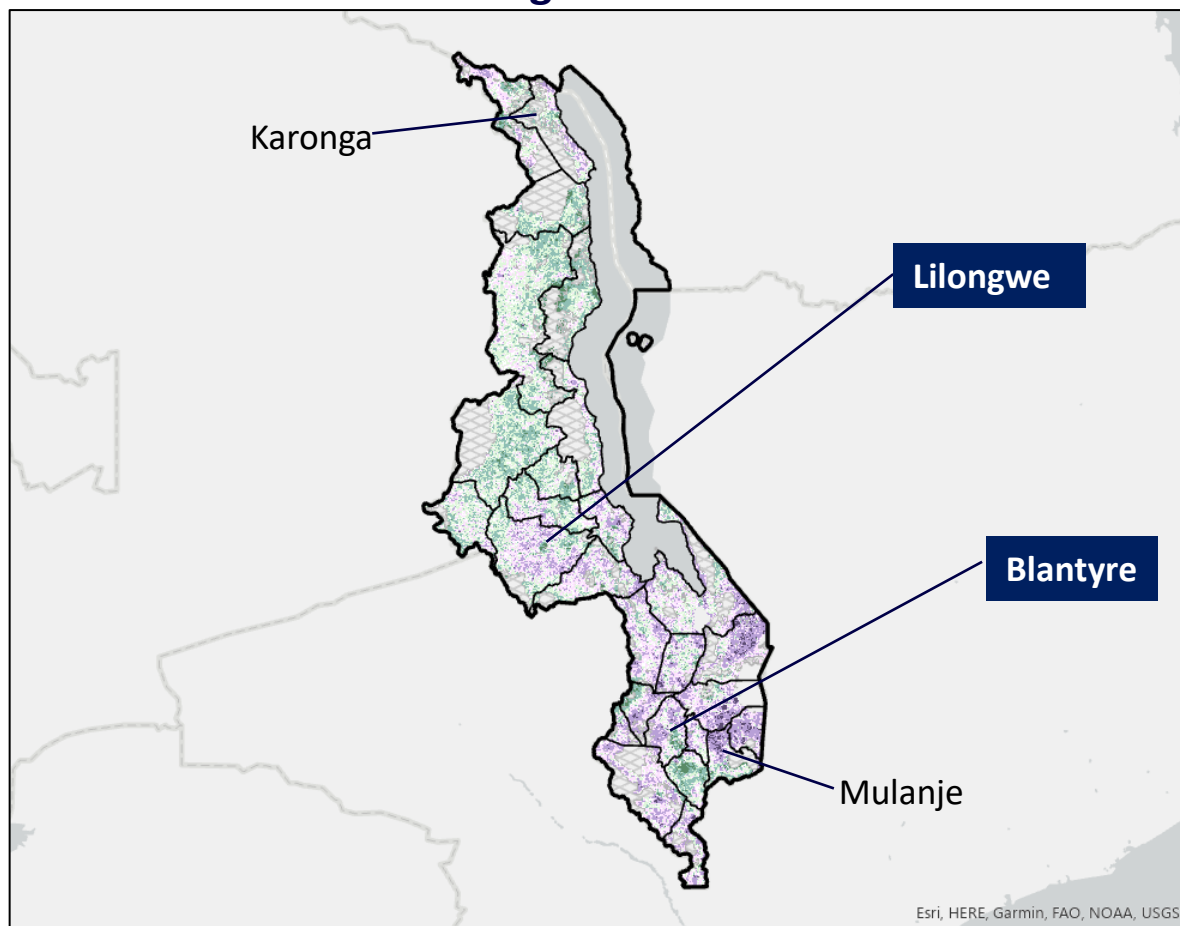 Karonga
Lilongwe
Blantyre
Mulanje
Esri, HERE, Garmin, FAO, NOAA, USGS